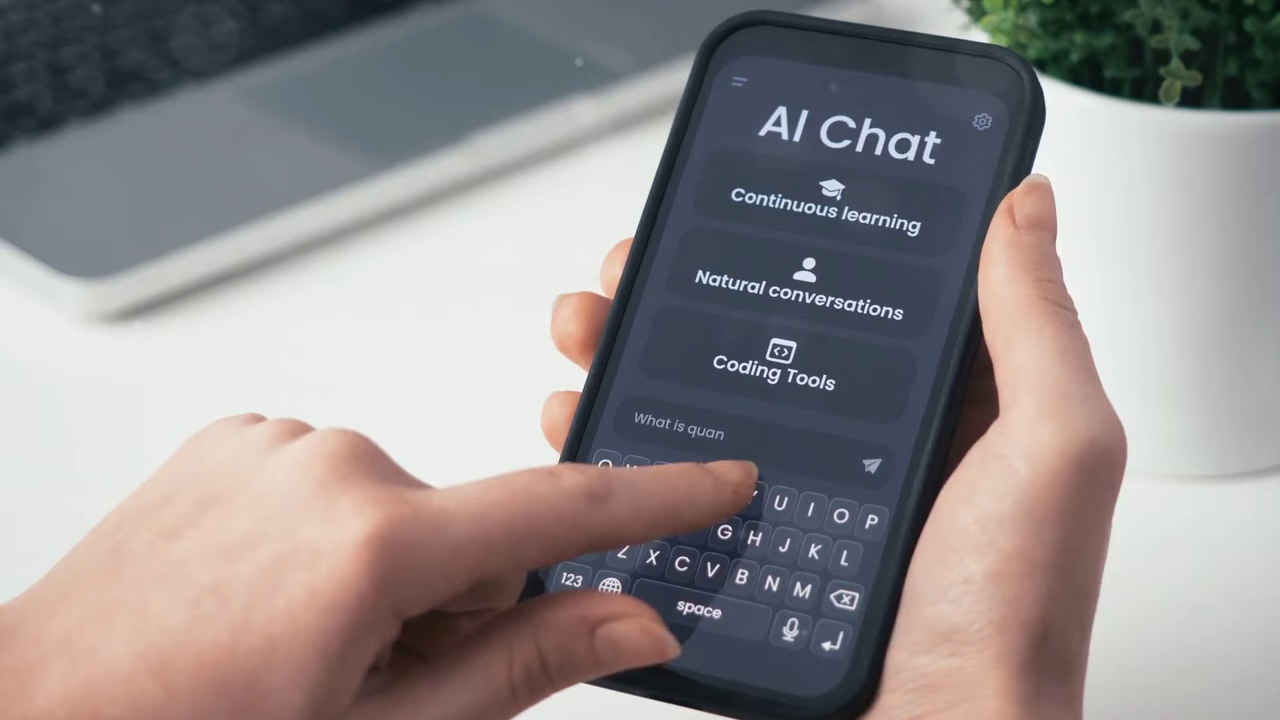 AI Chat
Continuous learning
Natural conversations
Coding Tools
What is quan
U I O P
G H J K L
Z X C V B N M
123 space